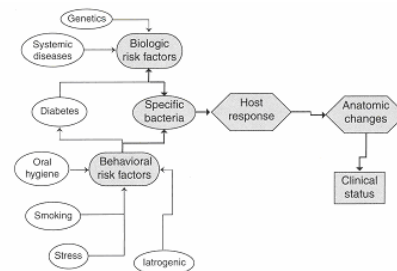 Genetics
Systemic
diseases
Biologic
risk factors
Diabetes
Specific
bacteria
Host
response
Anatomic
changes
Oral
hygiene
Behavioral
risk factors
Clinical
status
Smoking
Stress
Iatrogenic